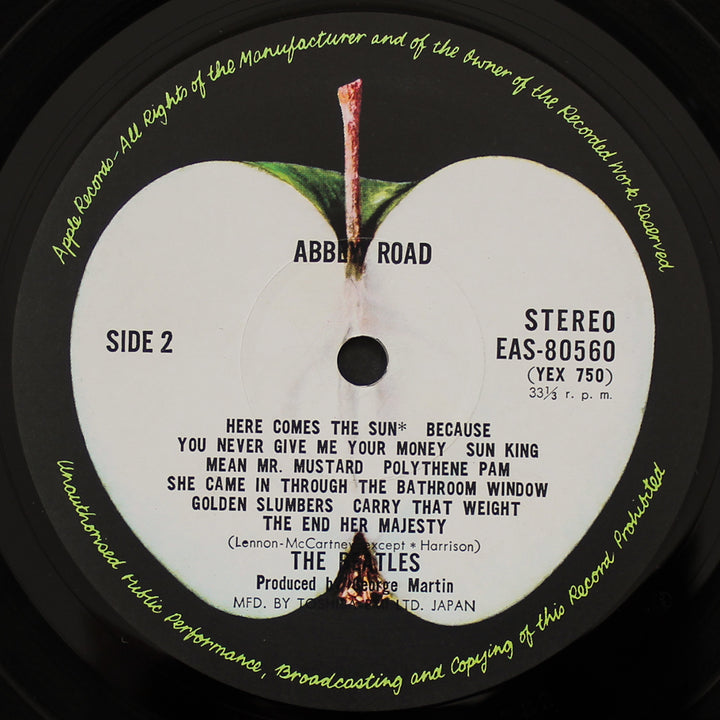 Apple Records-All Rights of the Manufacturer and of the Owner of the Recorded Work Reserved
ABBEY ROAD
SIDE 2
STEREO
EAS-80560
(YEX 750)
33⅓ r. p. m.
HERE COMES THE SUN* BECAUSE
YOU NEVER GIVE ME YOUR MONEY SUN KING
MEAN MR. MUSTARD POLYTHENE PAM
SHE CAME IN THROUGH THE BATHROOM WINDOW
GOLDEN SLUMBERS CARRY THAT WEIGHT
THE END HER MAJESTY
(Lennon-McCartney except * Harrison)
THE BEATLES
Produced by George Martin
MFD. BY TOSHIBA EMI LTD. JAPAN
Unauthorised Public Performance, Broadcasting and Copying of this Record Prohibited